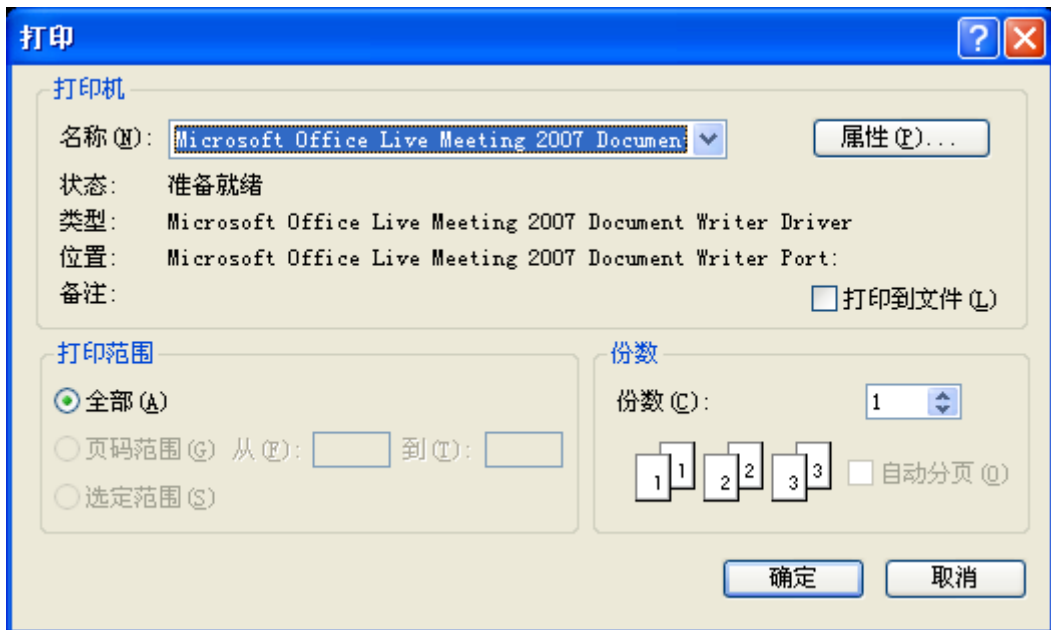 打印
打印机
名称(N): Microsoft Office Live Meeting 2007 Documen 属性(P)...
状态: 准备就绪
类型: Microsoft Office Live Meeting 2007 Document Writer Driver
位置: Microsoft Office Live Meeting 2007 Document Writer Port:
备注: 打印到文件(L)
打印范围
全部(A)
页码范围(G) 从(F): 到(T):
选定范围(S)
份数
份数(C): 1
1 1 2 2 3 3 自动分页(O)
确定 取消